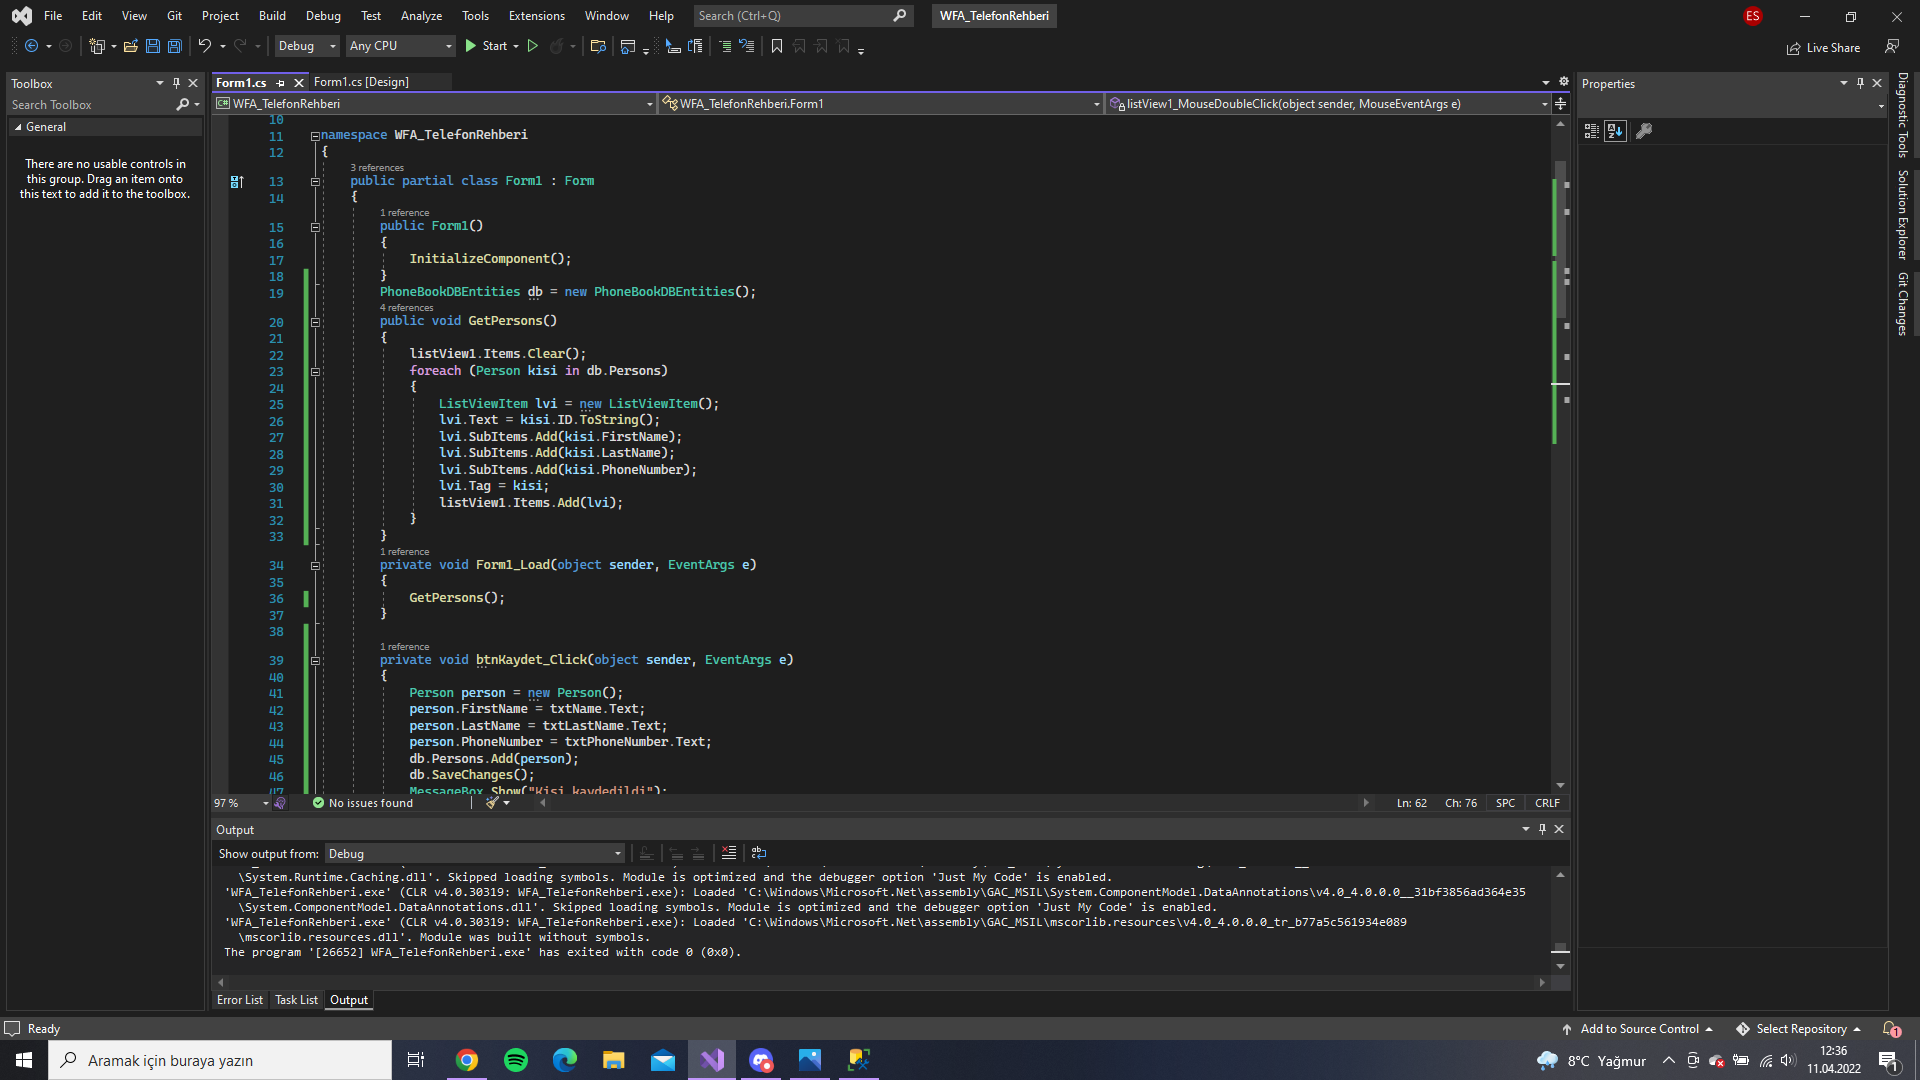 File Edit View Git Project Build Debug Test Analyze Tools Extensions Window Help Search (Ctrl+Q) WFA_TelefonRehberi ES
Debug Any CPU Start Live Share
Toolbox
Search Toolbox
General
There are no usable controls in
this group. Drag an item onto
this text to add it to the toolbox.
Form1.cs Form1.cs [Design]
WFA_TelefonRehberi WFA_TelefonRehberi.Form1 listView1_MouseDoubleClick(object sender, MouseEventArgs e)
10
11 namespace WFA_TelefonRehberi
12 {
3 references
13 public partial class Form1 : Form
14 {
1 reference
15 public Form1()
16 {
17 InitializeComponent();
18 }
19 PhoneBookDBEntities db = new PhoneBookDBEntities();
4 references
20 public void GetPersons()
21 {
22 listView1.Items.Clear();
23 foreach (Person kisi in db.Persons)
24 {
25 ListViewItem lvi = new ListViewItem();
26 lvi.Text = kisi.ID.ToString();
27 lvi.SubItems.Add(kisi.FirstName);
28 lvi.SubItems.Add(kisi.LastName);
29 lvi.SubItems.Add(kisi.PhoneNumber);
30 lvi.Tag = kisi;
31 listView1.Items.Add(lvi);
32 }
33 }
1 reference
34 private void Form1_Load(object sender, EventArgs e)
35 {
36 GetPersons();
37 }
38
1 reference
39 private void btnKaydet_Click(object sender, EventArgs e)
40 {
41 Person person = new Person();
42 person.FirstName = txtName.Text;
43 person.LastName = txtLastName.Text;
44 person.PhoneNumber = txtPhoneNumber.Text;
45 db.Persons.Add(person);
46 db.SaveChanges();
47 MessageBox.Show("Kisi kaydedildi");
97 % No issues found Ln: 62 Ch: 76 SPC CRLF
Output
Show output from: Debug
\System.Runtime.Caching.dll'. Skipped loading symbols. Module is optimized and the debugger option 'Just My Code' is enabled.
'WFA_TelefonRehberi.exe' (CLR v4.0.30319: WFA_TelefonRehberi.exe): Loaded 'C:\Windows\Microsoft.Net\assembly\GAC_MSIL\System.ComponentModel.DataAnnotations\v4.0_4.0.0.0__31bf3856ad364e35
\System.ComponentModel.DataAnnotations.dll'. Skipped loading symbols. Module is optimized and the debugger option 'Just My Code' is enabled.
'WFA_TelefonRehberi.exe' (CLR v4.0.30319: WFA_TelefonRehberi.exe): Loaded 'C:\Windows\Microsoft.Net\assembly\GAC_MSIL\mscorlib.resources\v4.0_4.0.0.0_tr_b77a5c561934e089
\mscorlib.resources.dll'. Module was built without symbols.
The program '[26652] WFA_TelefonRehberi.exe' has exited with code 0 (0x0).
Error List Task List Output
Properties
Diagnostic Tools
Solution Explorer
Git Changes
Ready Add to Source Control Select Repository 1
Aramak için buraya yazın 8°C Yağmur 12:36
11.04.2022 1